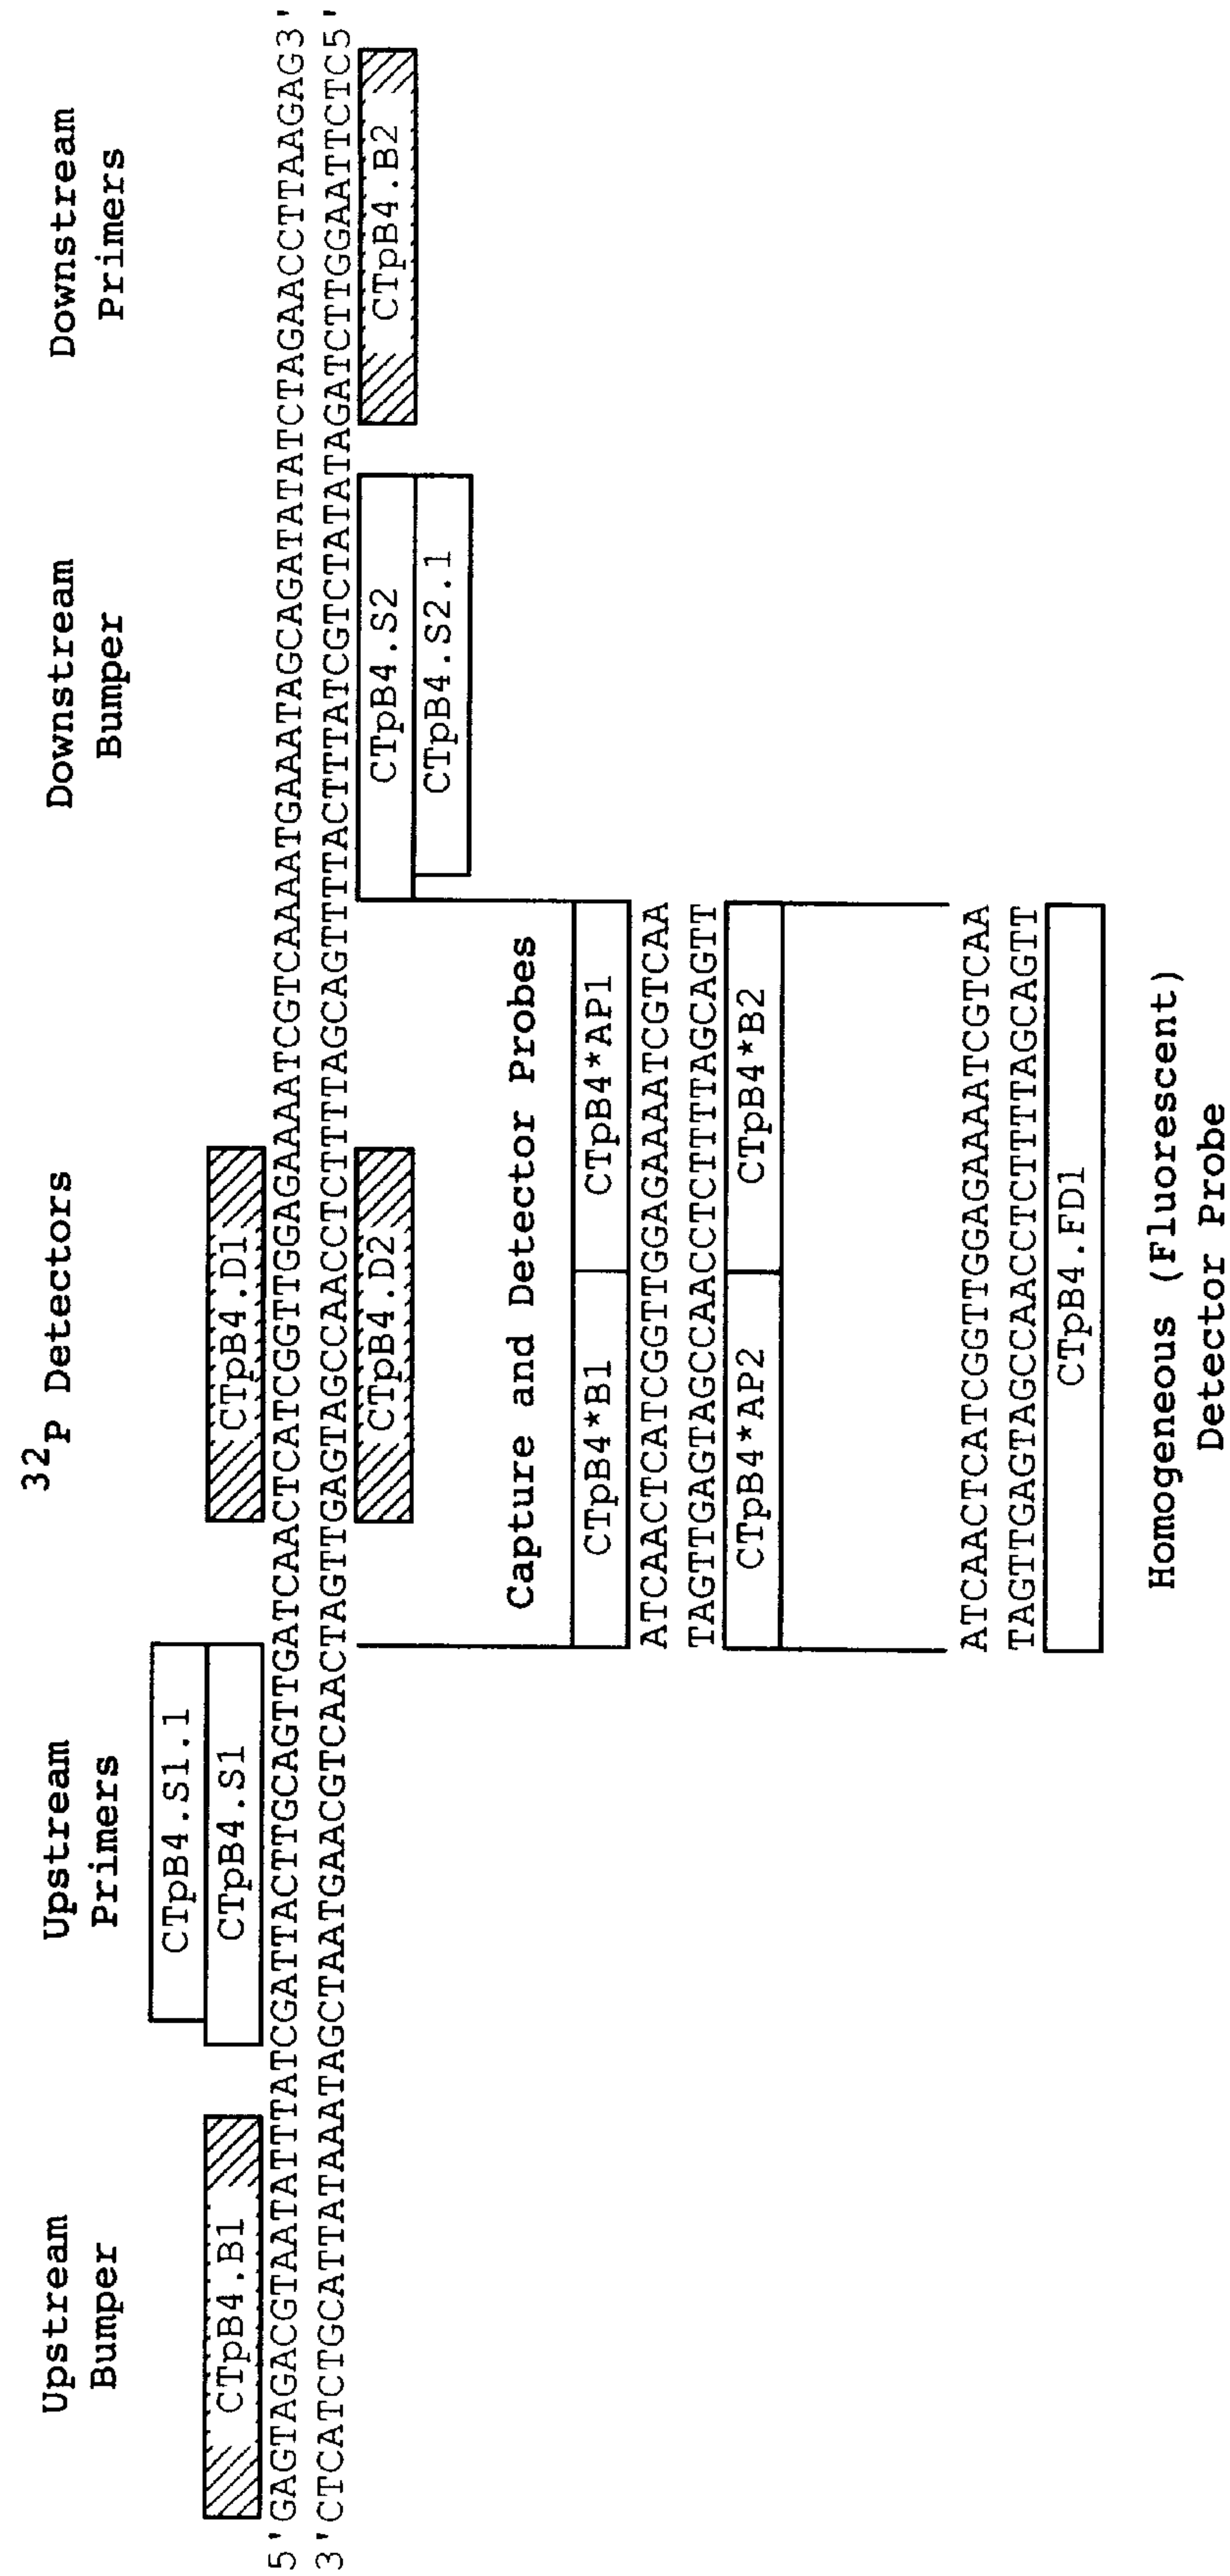 Upstream
Bumper
Upstream
Primers
32P Detectors
Downstream
Bumper
Downstream
Primers
CTpB4.S1.1
CTpB4.B1
CTpB4.S1
CTpB4.D1
5'GAGTAGACGTAATATTTATCGATTACTTGCAGTTGATCAACTCATCGGTTGGAGAAAATCGTCAAAATGAAATAGCAGATATATCTAGAACCTTAAGAG3'
3'CTCATCTGCATTATAAATAGCTAATGAACGTCAACTAGTTGAGTAGCCAACCTCTTTTAGCAGTTTTACTTTATCGTCTATATAGATCTTGGAATTCTC5'
CTpB4.D2
CTpB4.S2
CTpB4.B2
CTpB4.S2.1
Capture and Detector Probes
CTpB4*B1
CTpB4*AP1
ATCAACTCATCGGTTGGAGAAAATCGTCAA
TAGTTGAGTAGCCAACCTCTTTTAGCAGTT
CTpB4*AP2
CTpB4*B2
ATCAACTCATCGGTTGGAGAAAATCGTCAA
TAGTTGAGTAGCCAACCTCTTTTAGCAGTT
CTpB4.FD1
Homogeneous (Fluorescent)
Detector Probe